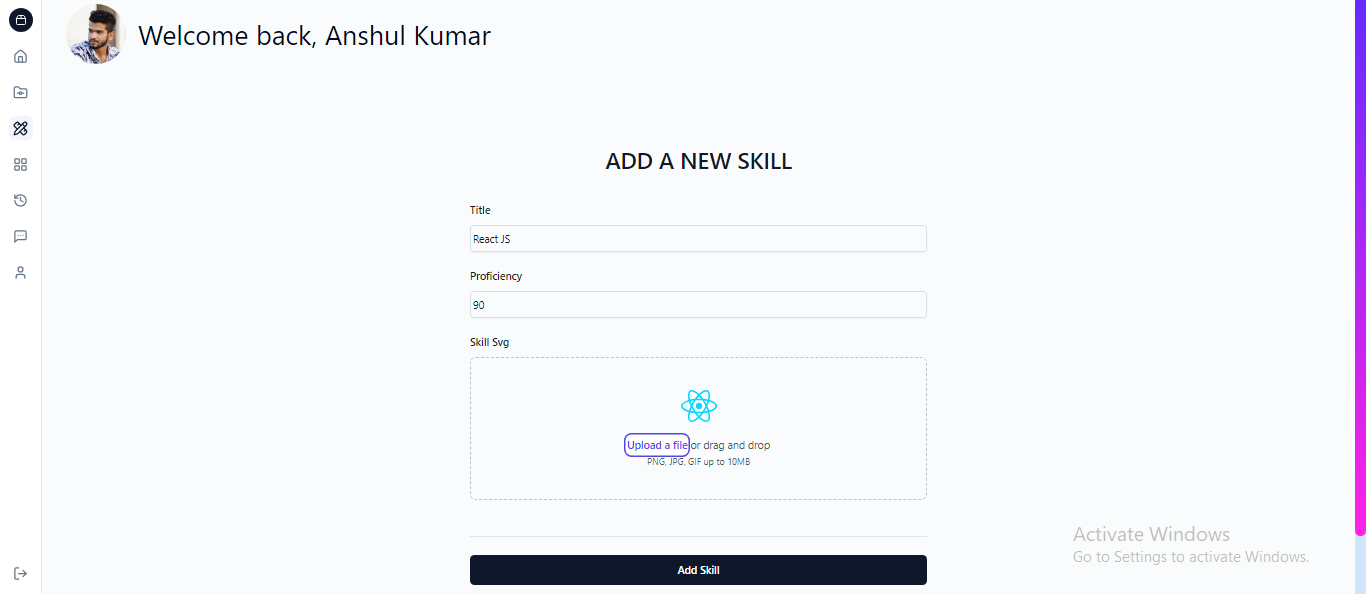 Welcome back, Anshul Kumar
ADD A NEW SKILL
Title
React JS
Proficiency
90
Skill Svg
Upload a file or drag and drop
PNG, JPG, GIF up to 10MB
Add Skill
Activate Windows
Go to Settings to activate Windows.